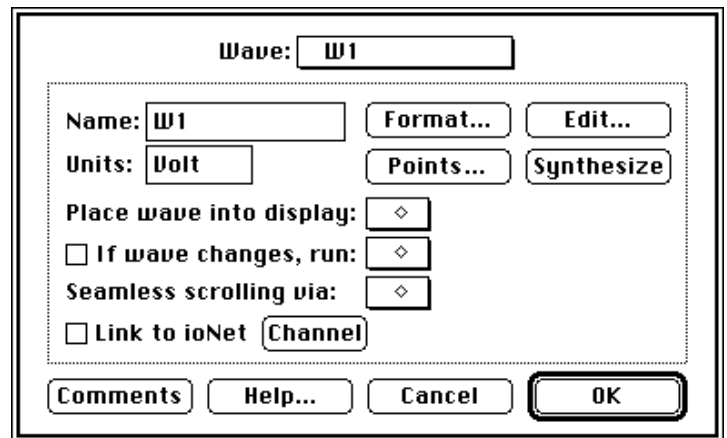 Wave: W1
Name: W1 Format... Edit...
Units: Volt Points... Synthesize
Place wave into display:
If wave changes, run:
Seamless scrolling via:
Link to ioNet Channel
Comments Help... Cancel OK